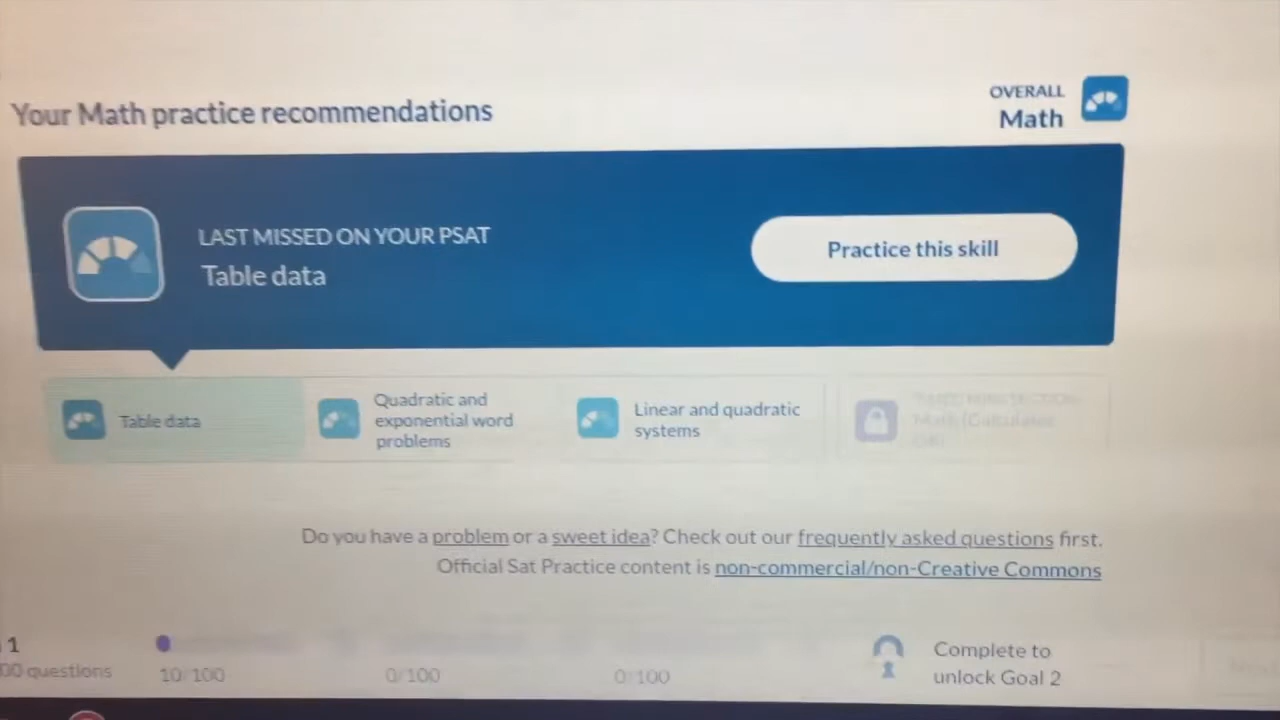 Your Math practice recommendations
OVERALL
Math
LAST MISSED ON YOUR PSAT
Table data
Practice this skill
Table data
Quadratic and
exponential word
problems
Linear and quadratic
systems
Math (Calculator
Do you have a problem or a sweet idea? Check out our frequently asked questions first.
Official Sat Practice content is non-commercial/non-Creative Commons
1
questions
10/100
0/100
0/100
Complete to
unlock Goal 2